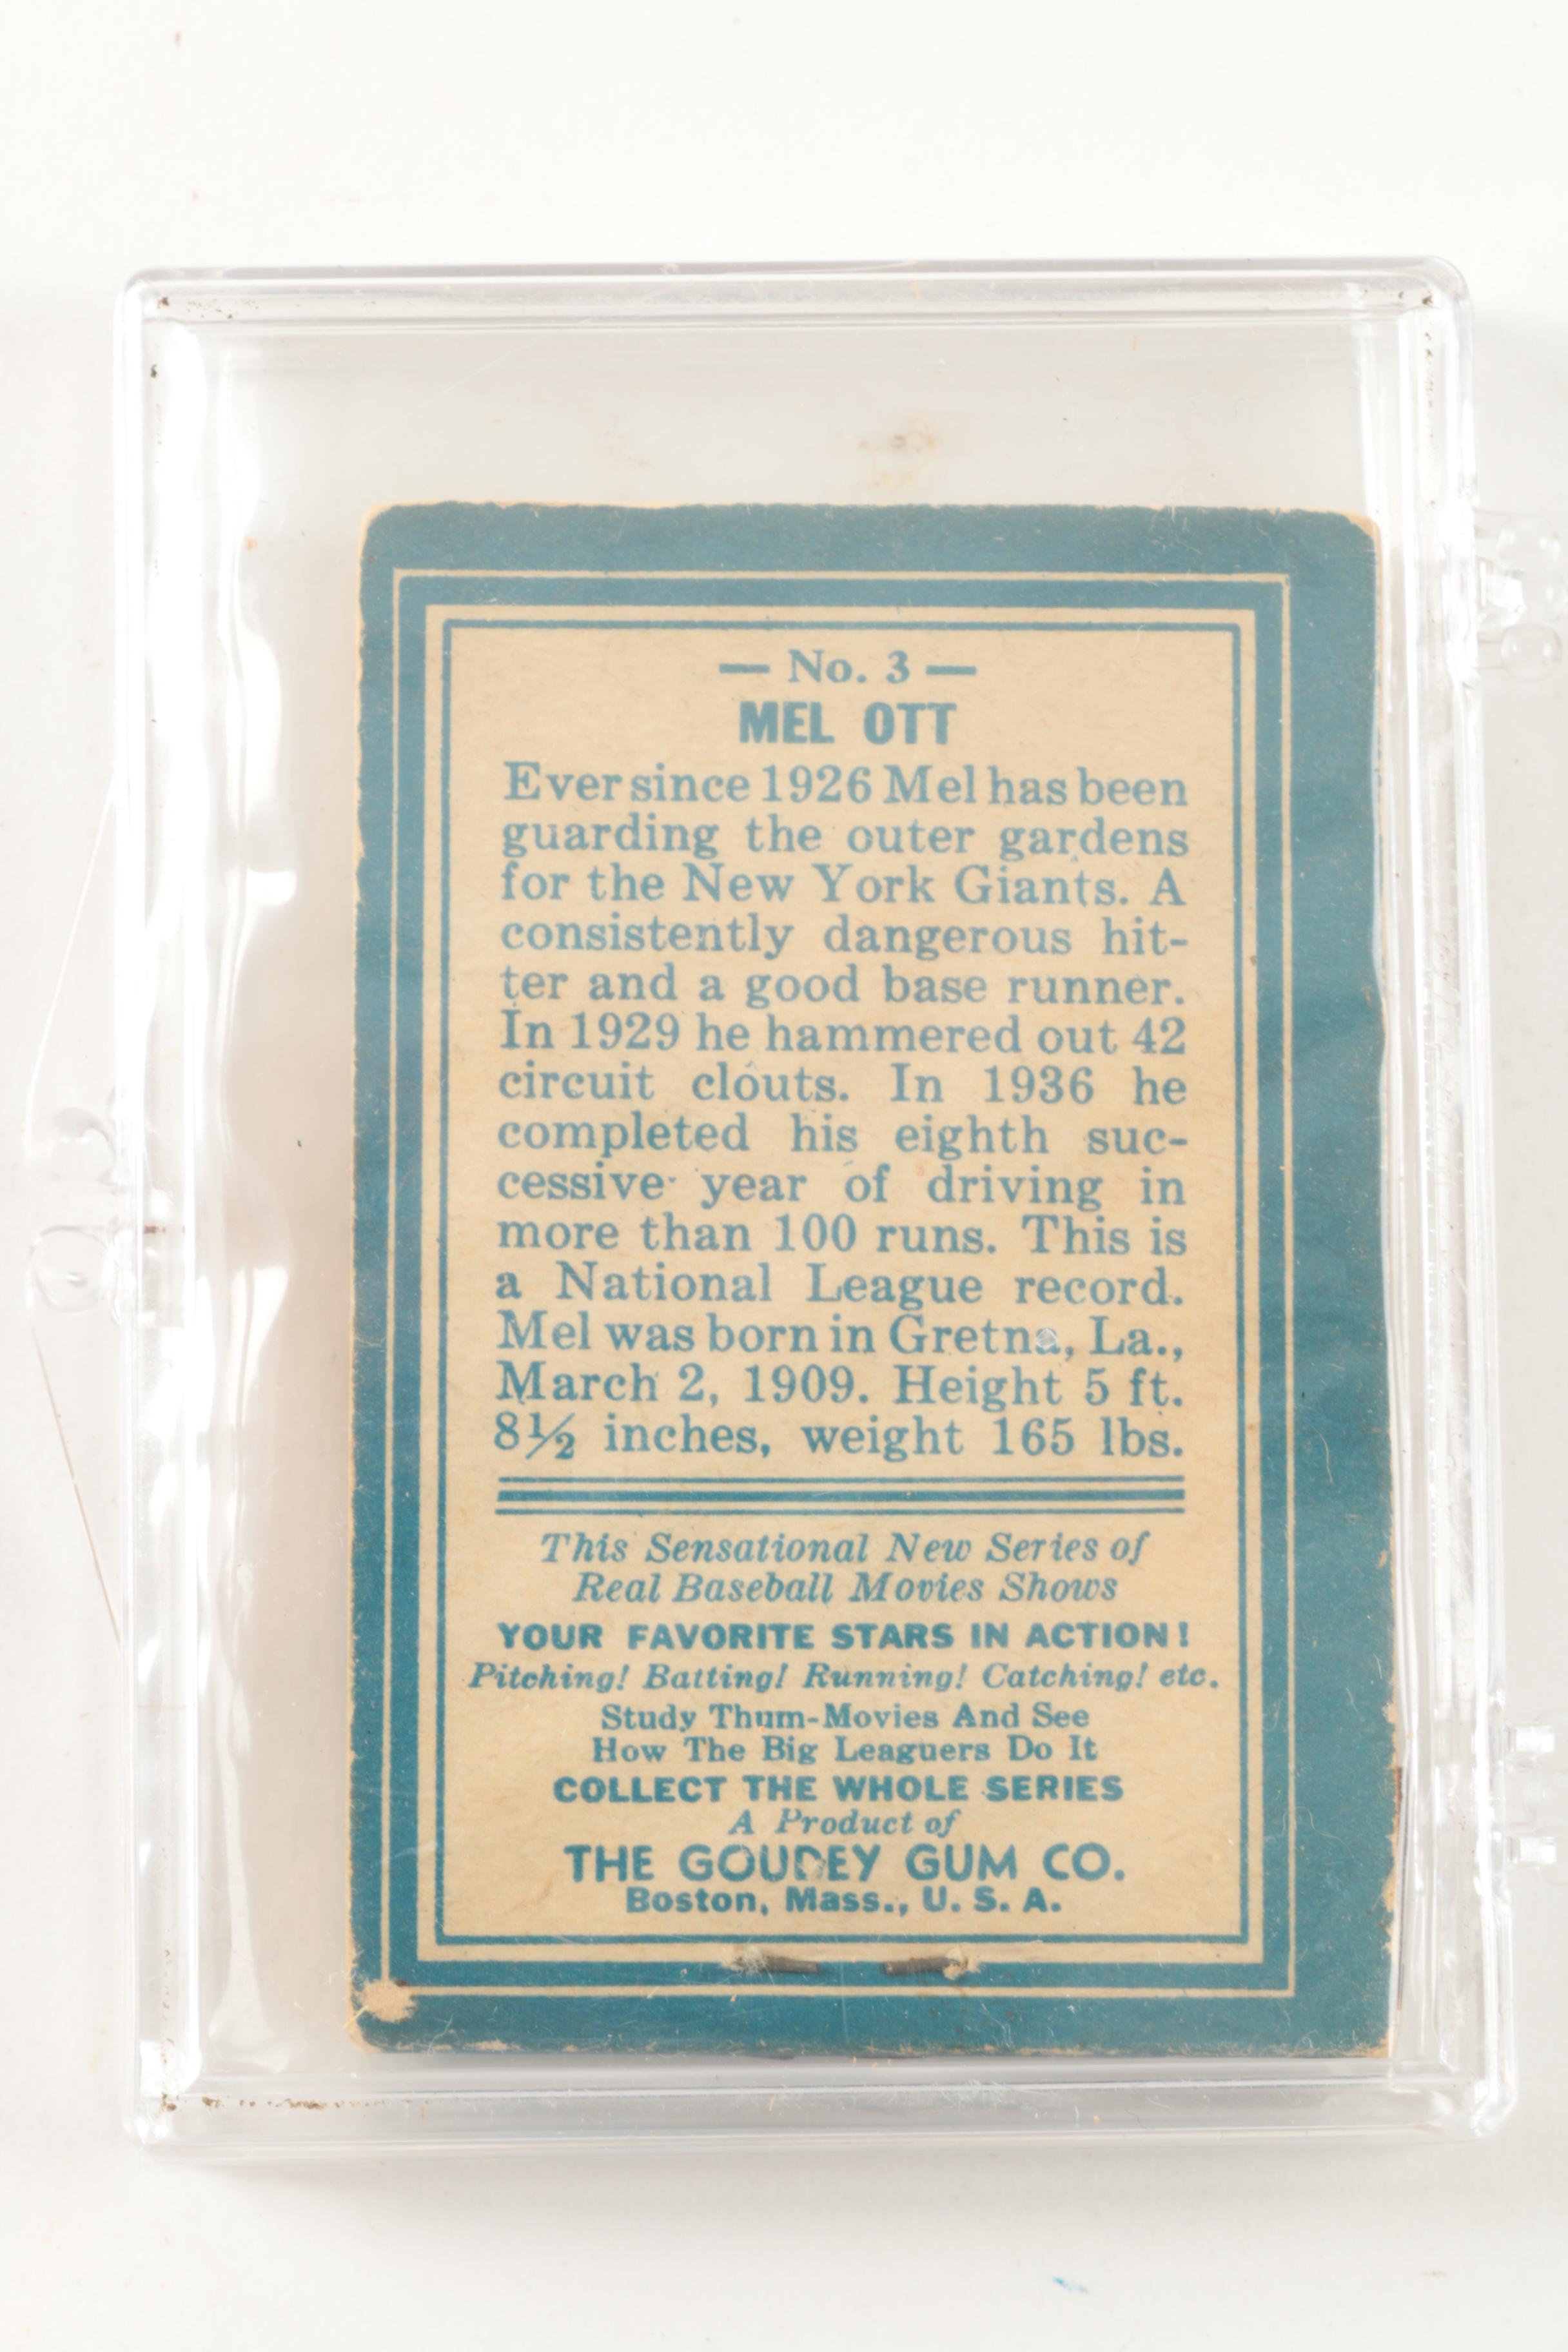 — No. 3 —
MEL OTT
Ever since 1926 Mel has been
guarding the outer gardens
for the New York Giants. A
consistently dangerous hit-
ter and a good base runner.
In 1929 he hammered out 42
circuit clouts. In 1936 he
completed his eighth suc-
cessive year of driving in
more than 100 runs. This is
a National League record.
Mel was born in Gretna, La.,
March 2, 1909. Height 5 ft.
8½ inches, weight 165 lbs.
This Sensational New Series of
Real Baseball Movies Shows
YOUR FAVORITE STARS IN ACTION!
Pitching! Batting! Running! Catching! etc.
Study Thum-Movies And See
How The Big Leaguers Do It
COLLECT THE WHOLE SERIES
A Product of
THE GOUDEY GUM CO.
Boston, Mass., U. S. A.